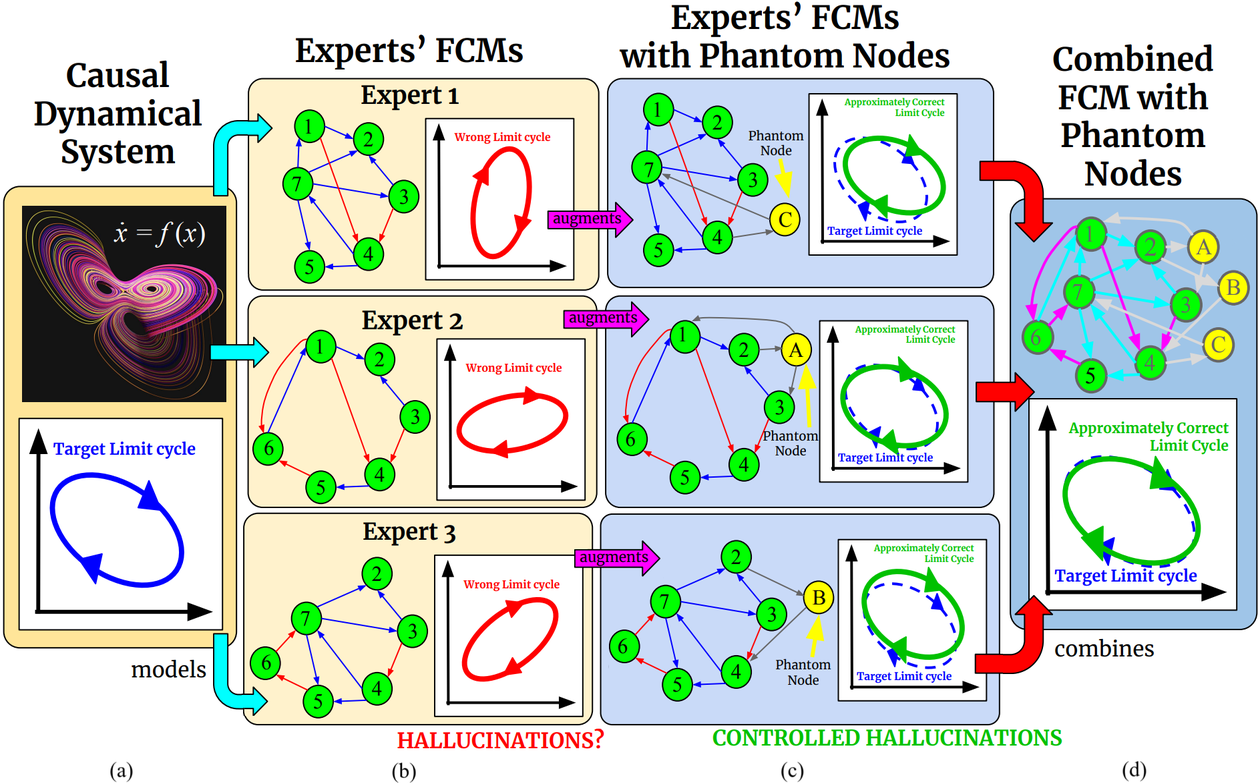 Causal
Dynamical
System
ẋ = f(x)
Target Limit cycle
models
(a)
Experts’ FCMs
Expert 1
1
2
7
3
4
5
Wrong Limit cycle
Expert 2
1
2
3
6
4
5
Wrong Limit cycle
Expert 3
2
7
3
6
4
5
Wrong Limit cycle
HALLUCINATIONS?
(b)
augments
augments
augments
Experts’ FCMs
with Phantom Nodes
1
2
7
3
4
5
C
Phantom
Node
Approximately Correct
Limit Cycle
Target Limit cycle
1
2
A
3
6
4
5
Phantom
Node
Approximately Correct
Limit Cycle
Target Limit cycle
2
B
7
3
6
4
5
Phantom
Node
Approximately Correct
Limit Cycle
Target Limit cycle
CONTROLLED HALLUCINATIONS
(c)
Combined
FCM with
Phantom
Nodes
1
2
A
B
7
3
6
C
4
5
Approximately Correct
Limit Cycle
Target Limit cycle
combines
(d)